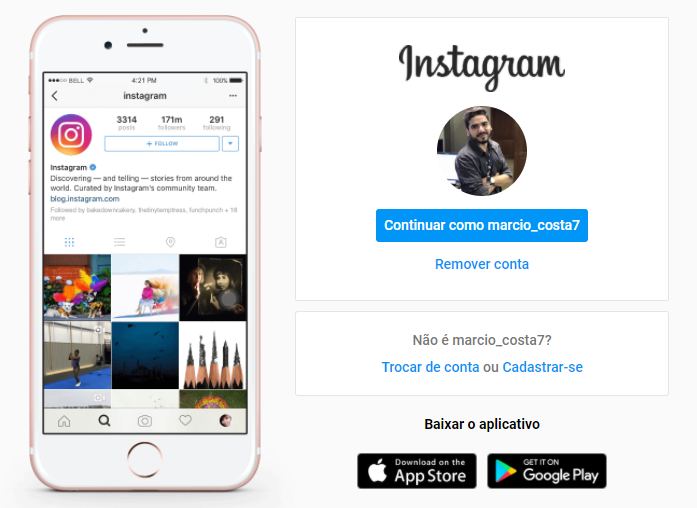 BELL
4:21 PM
100%
instagram
3314
posts
171m
followers
291
following
+ FOLLOW
Instagram
Discovering — and telling — stories from around the
world. Curated by Instagram's community team.
blog.instagram.com
Followed by bakadowncakery, thedinytemptress, funchpunch + 18
more
Instagram
Continuar como marcio_costa7
Remover conta
Não é marcio_costa7?
Trocar de conta ou Cadastrar-se
Baixar o aplicativo
Download on the
App Store
GET IT ON
Google Play